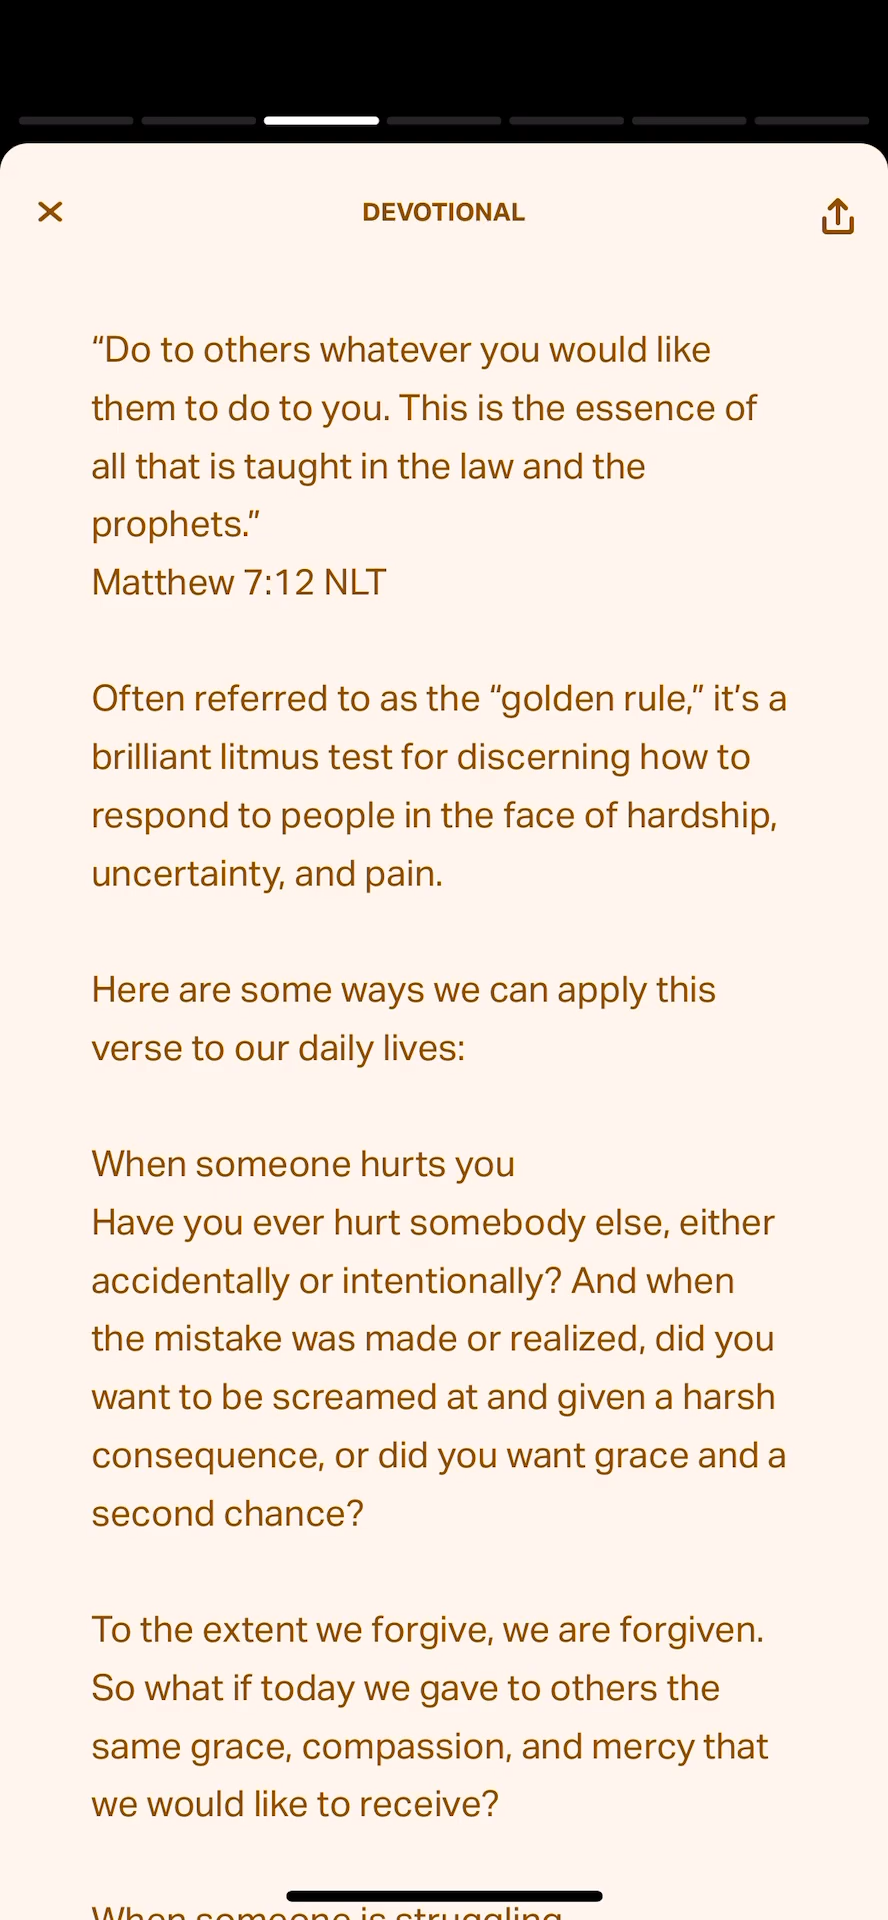 DEVOTIONAL
“Do to others whatever you would like
them to do to you. This is the essence of
all that is taught in the law and the
prophets.”
Matthew 7:12 NLT
Often referred to as the “golden rule,” it’s a
brilliant litmus test for discerning how to
respond to people in the face of hardship,
uncertainty, and pain.
Here are some ways we can apply this
verse to our daily lives:
When someone hurts you
Have you ever hurt somebody else, either
accidentally or intentionally? And when
the mistake was made or realized, did you
want to be screamed at and given a harsh
consequence, or did you want grace and a
second chance?
To the extent we forgive, we are forgiven.
So what if today we gave to others the
same grace, compassion, and mercy that
we would like to receive?
When someone is struggling